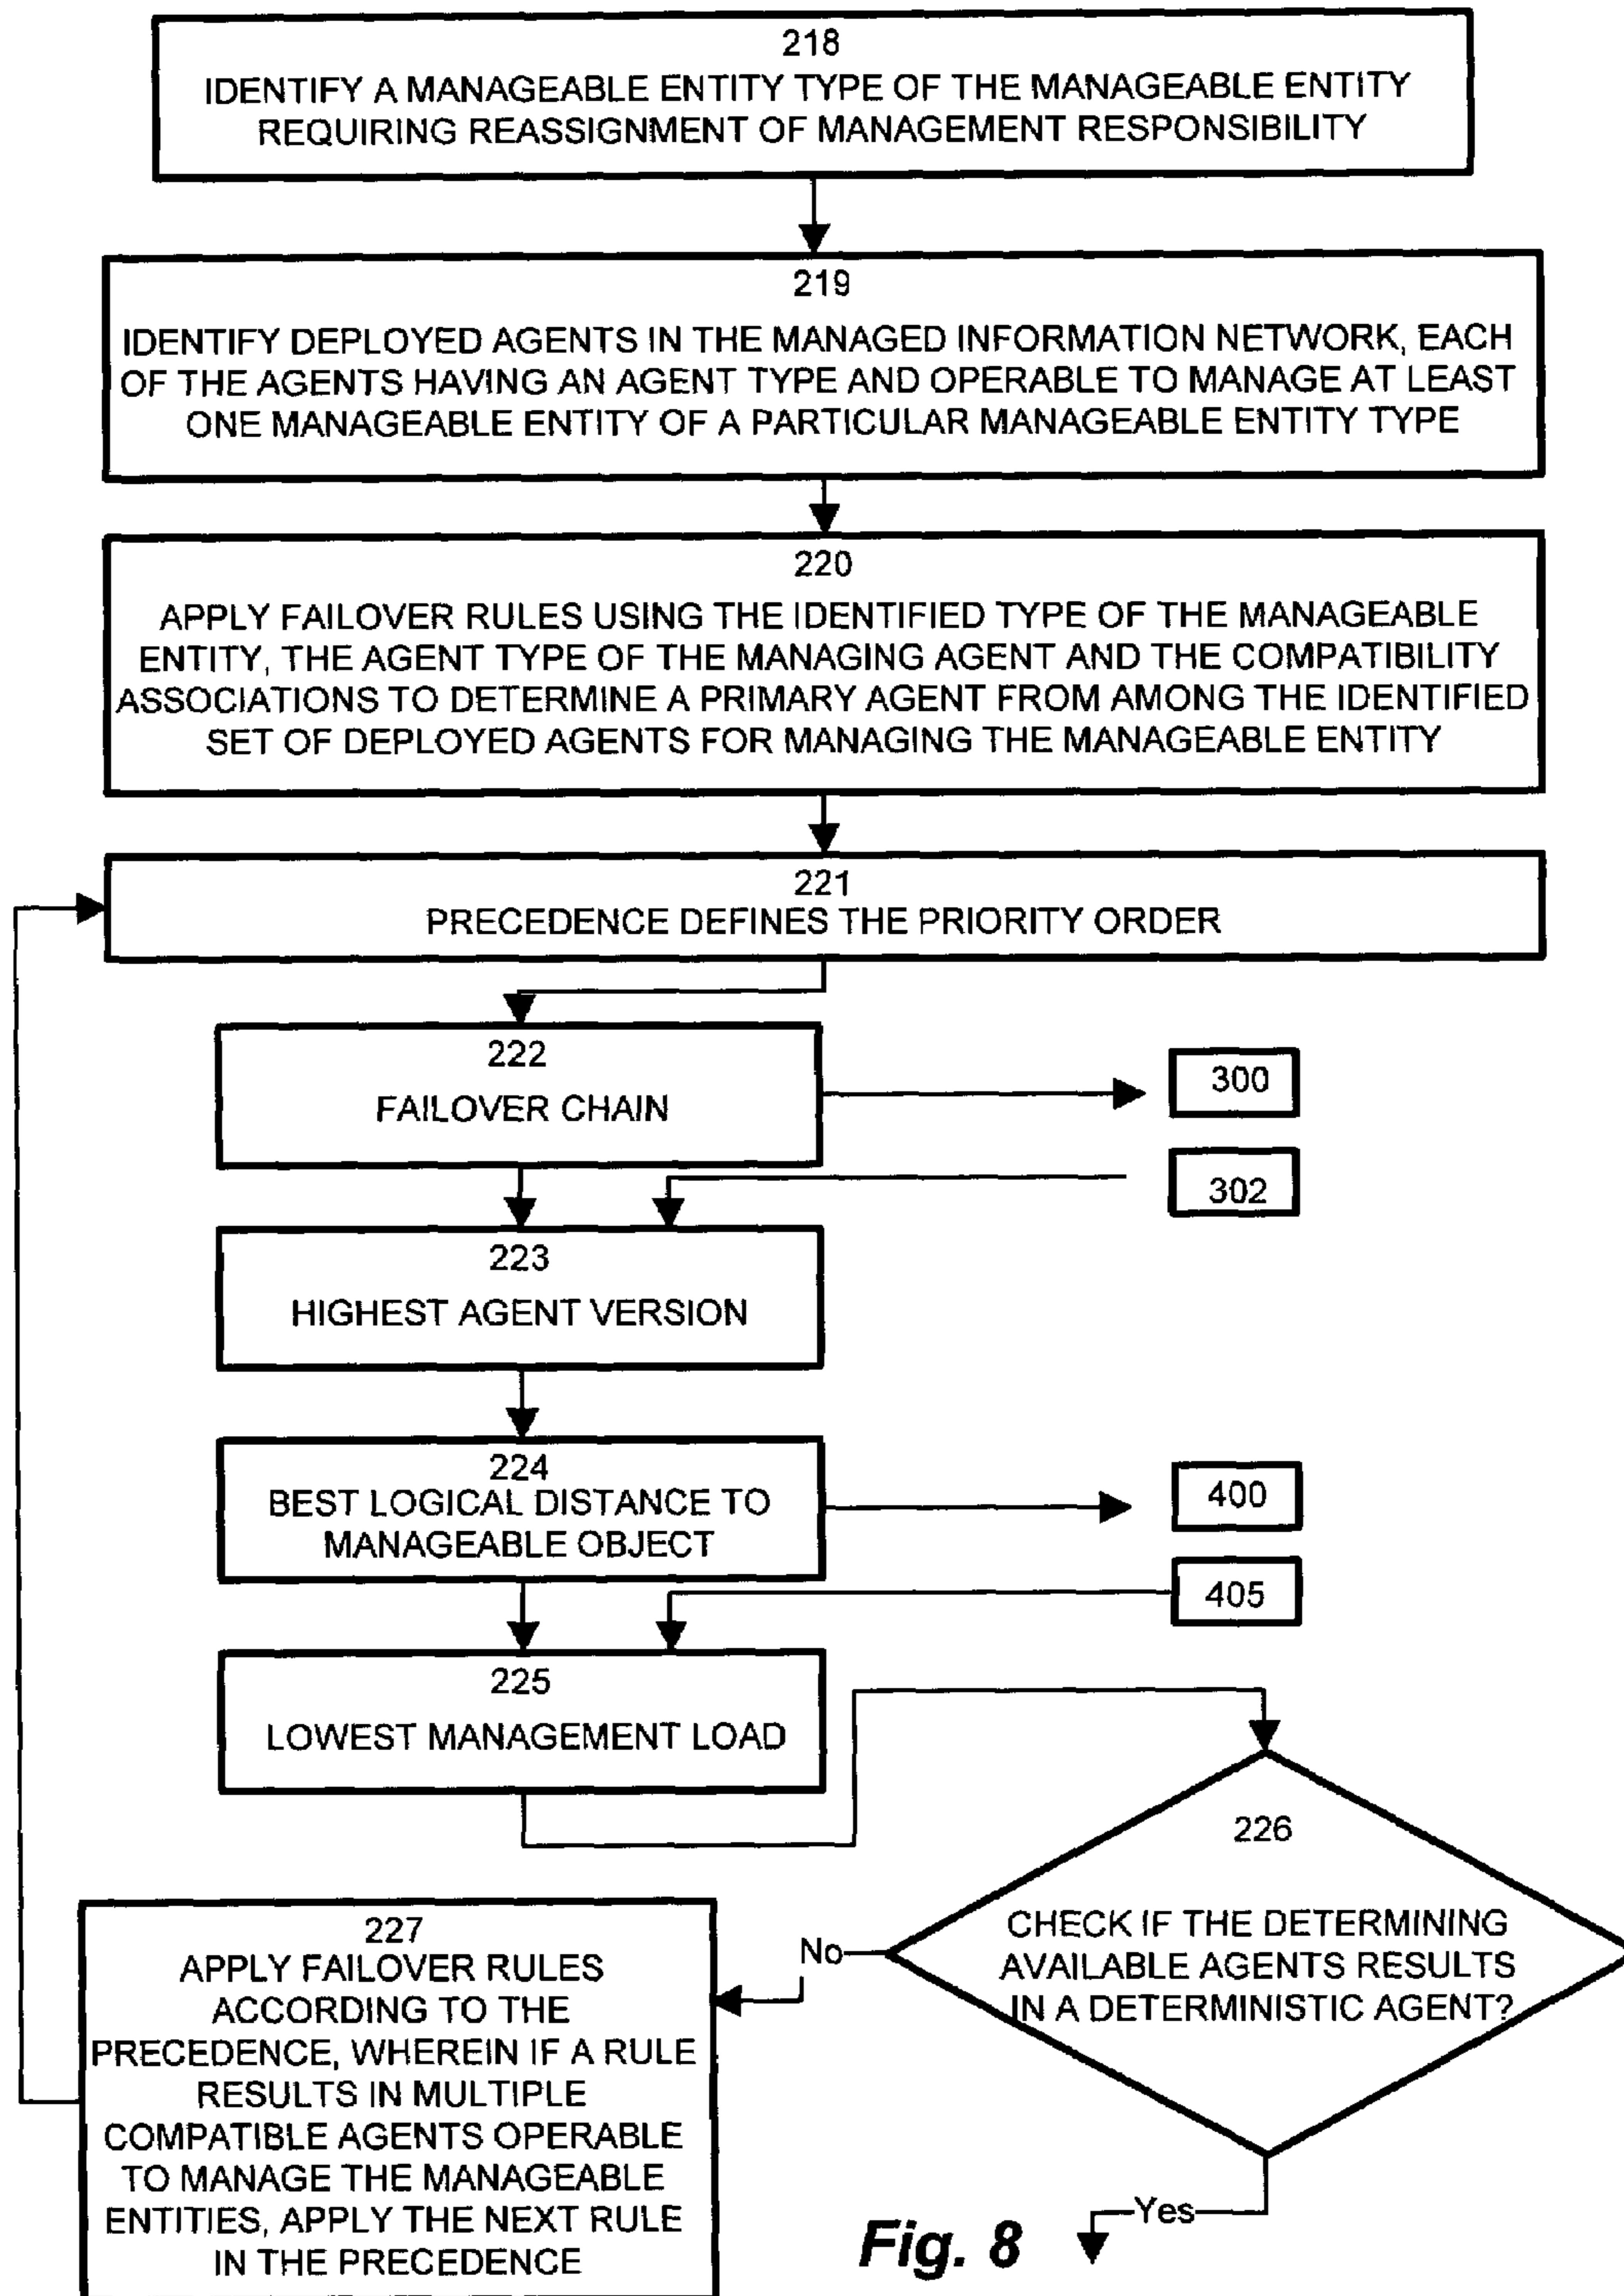 218
IDENTIFY A MANAGEABLE ENTITY TYPE OF THE MANAGEABLE ENTITY
REQUIRING REASSIGNMENT OF MANAGEMENT RESPONSIBILITY
219
IDENTIFY DEPLOYED AGENTS IN THE MANAGED INFORMATION NETWORK, EACH
OF THE AGENTS HAVING AN AGENT TYPE AND OPERABLE TO MANAGE AT LEAST
ONE MANAGEABLE ENTITY OF A PARTICULAR MANAGEABLE ENTITY TYPE
220
APPLY FAILOVER RULES USING THE IDENTIFIED TYPE OF THE MANAGEABLE
ENTITY, THE AGENT TYPE OF THE MANAGING AGENT AND THE COMPATIBILITY
ASSOCIATIONS TO DETERMINE A PRIMARY AGENT FROM AMONG THE IDENTIFIED
SET OF DEPLOYED AGENTS FOR MANAGING THE MANAGEABLE ENTITY
221
PRECEDENCE DEFINES THE PRIORITY ORDER
222
FAILOVER CHAIN
300
302
223
HIGHEST AGENT VERSION
224
BEST LOGICAL DISTANCE TO
MANAGEABLE OBJECT
400
405
225
LOWEST MANAGEMENT LOAD
226
CHECK IF THE DETERMINING
AVAILABLE AGENTS RESULTS
IN A DETERMINISTIC AGENT?
No
227
APPLY FAILOVER RULES
ACCORDING TO THE
PRECEDENCE, WHEREIN IF A RULE
RESULTS IN MULTIPLE
COMPATIBLE AGENTS OPERABLE
TO MANAGE THE MANAGEABLE
ENTITIES, APPLY THE NEXT RULE
IN THE PRECEDENCE
Yes
Fig. 8